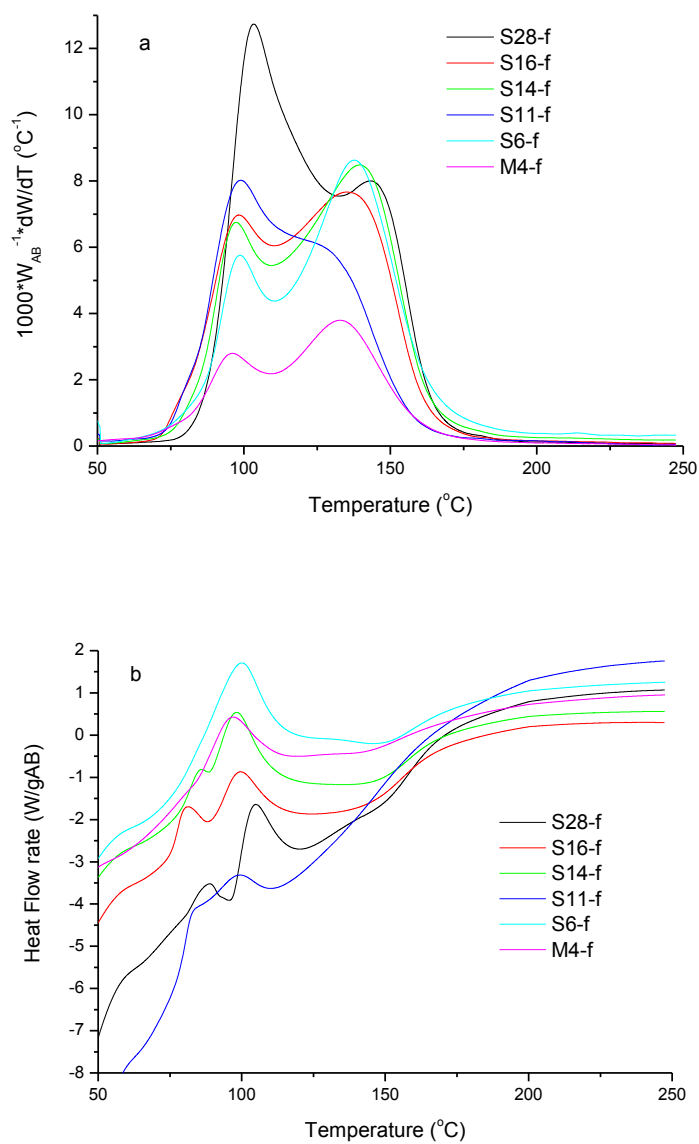 a
S28-f
S16-f
S14-f
S11-f
S6-f
M4-f
12
10
8
6
4
2
0
1000*W_AB^-1*dW/dT (°C^-1)
50 100 150 200 250
Temperature (°C)
b
2
1
0
-1
-2
-3
-4
-5
-6
-7
-8
Heat Flow rate (W/gAB)
S28-f
S16-f
S14-f
S11-f
S6-f
M4-f
50 100 150 200 250
Temperature (°C)